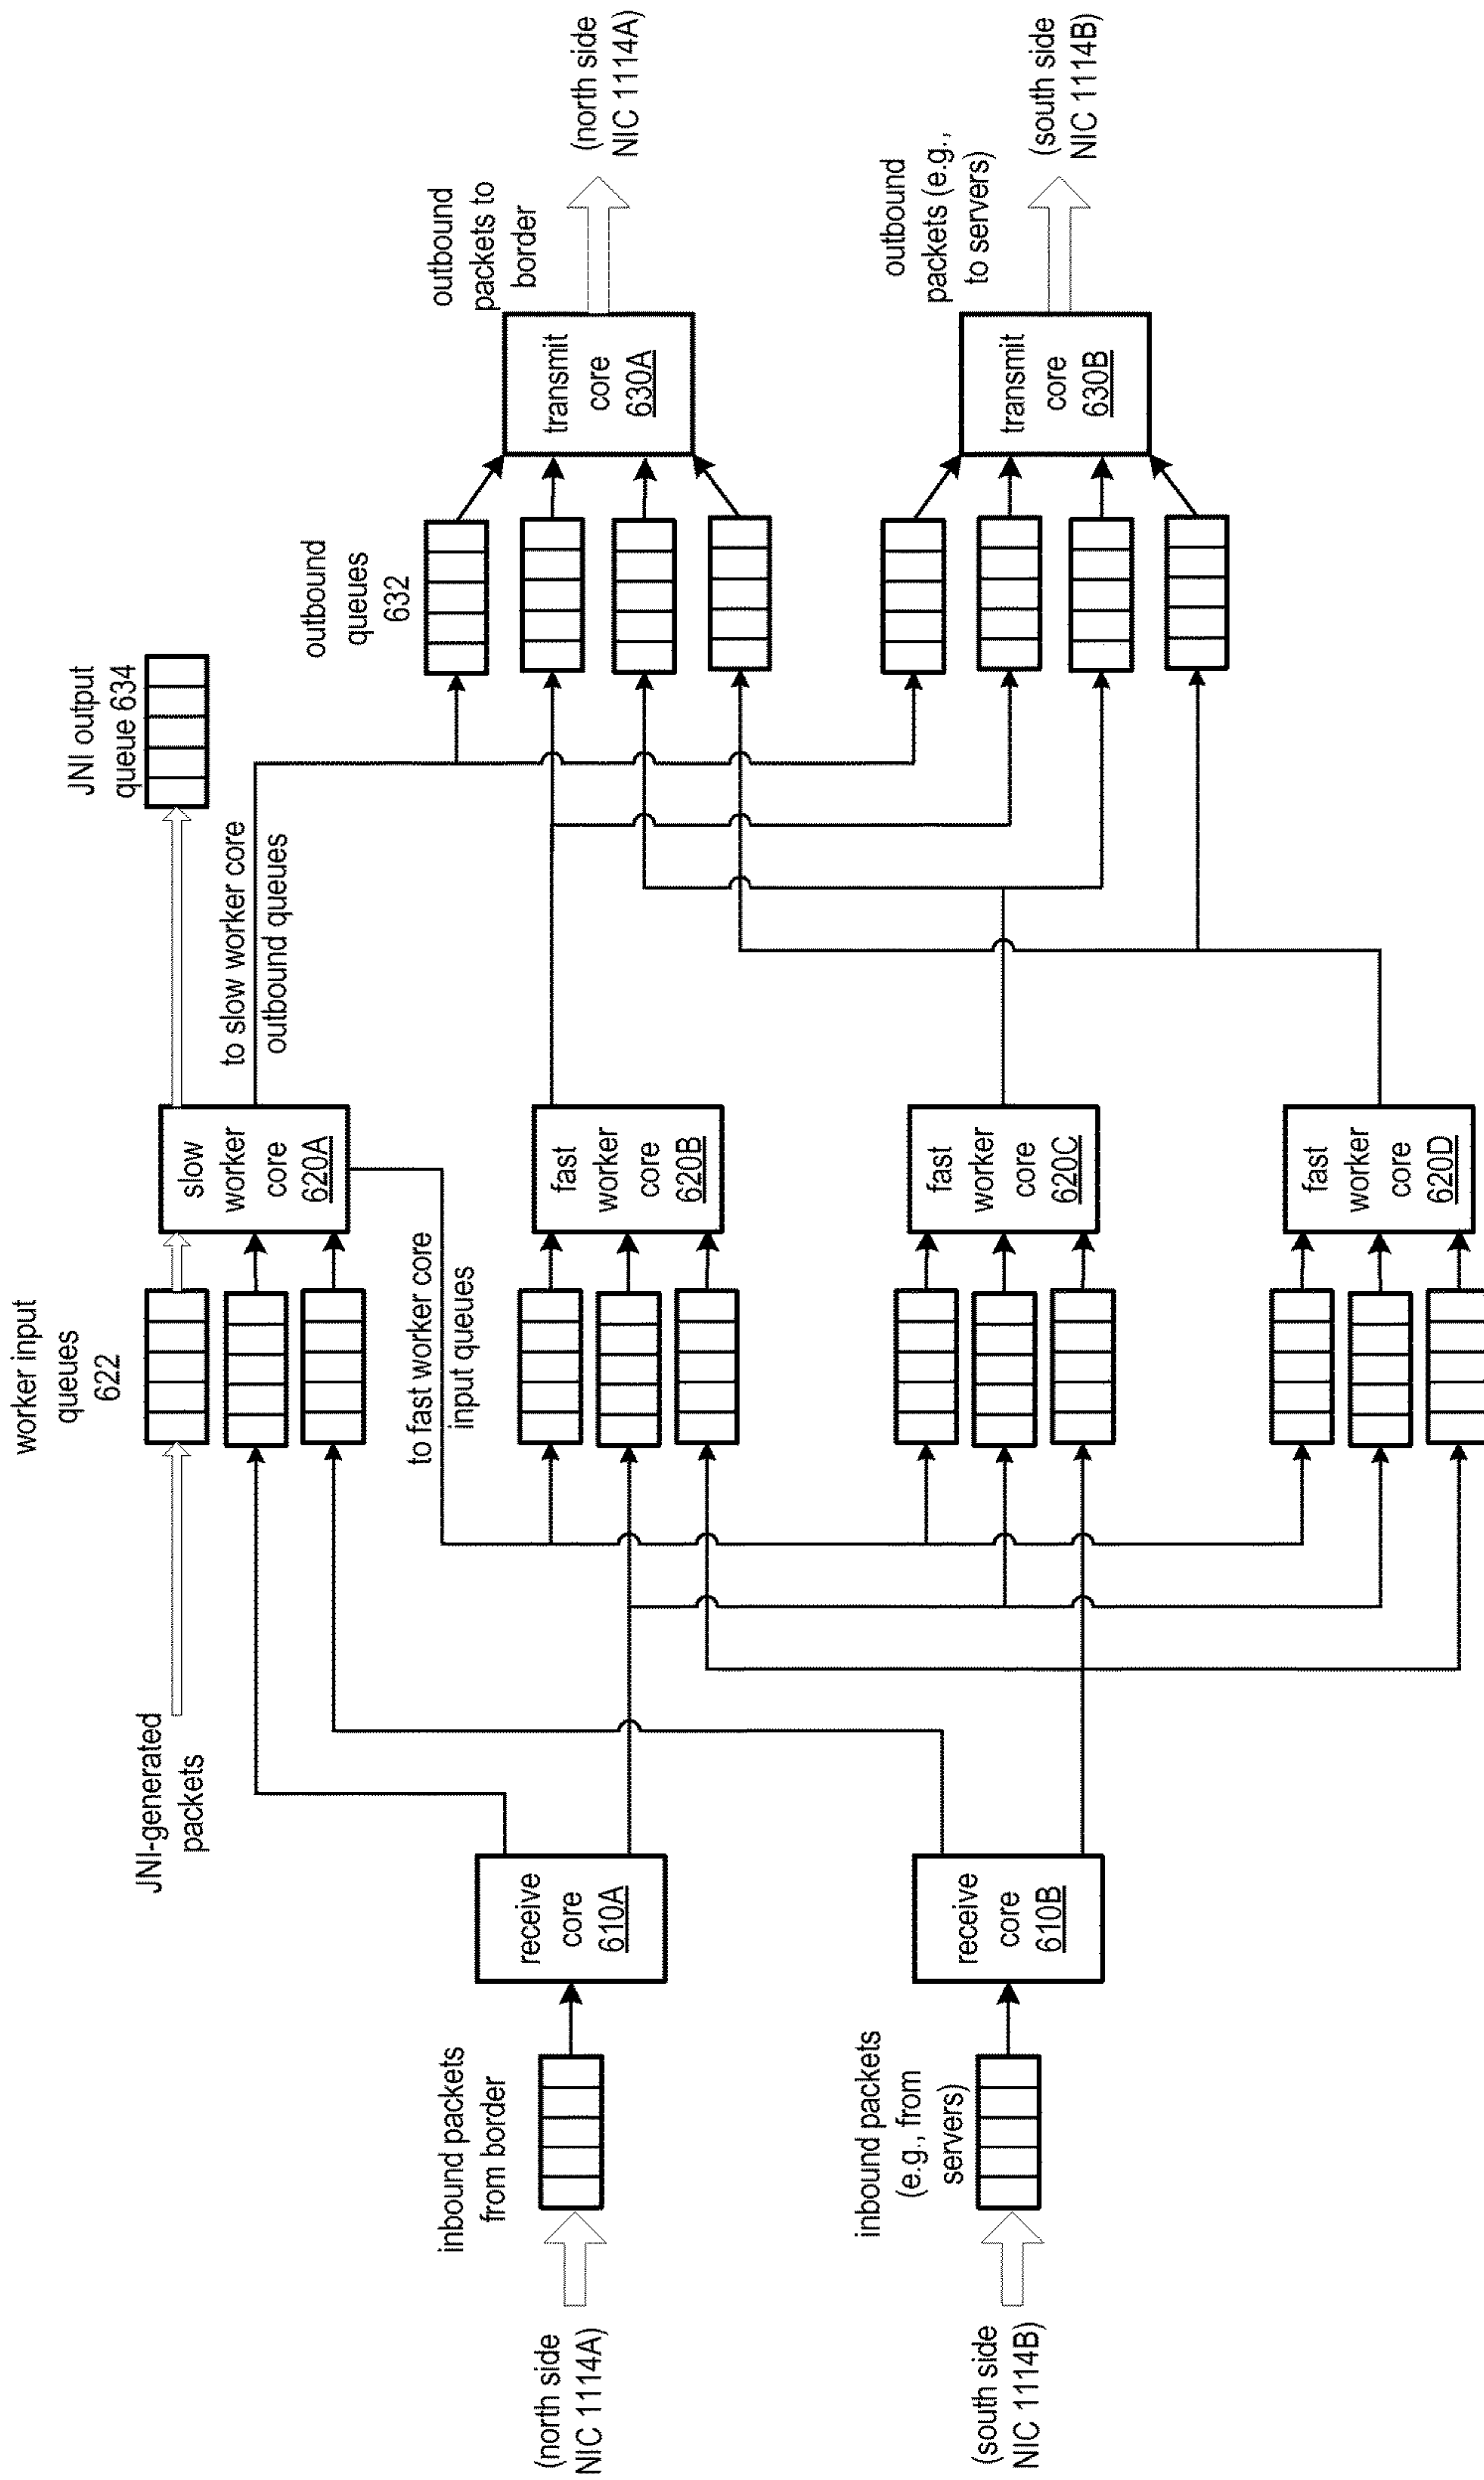 (north side
NIC 1114A)
(south side
NIC 1114B)
inbound packets
from border
inbound packets
(e.g., from
servers)
receive
core
610A
receive
core
610B
JNI-generated
packets
worker input
queues
622
to fast worker core
input queues
slow
worker
core
620A
fast
worker
core
620B
fast
worker
core
620C
fast
worker
core
620D
to slow worker core
outbound queues
JNI output
queue 634
outbound
queues
632
transmit
core
630A
transmit
core
630B
outbound
packets to
border
outbound
packets (e.g.,
to servers)
(north side
NIC 1114A)
(south side
NIC 1114B)